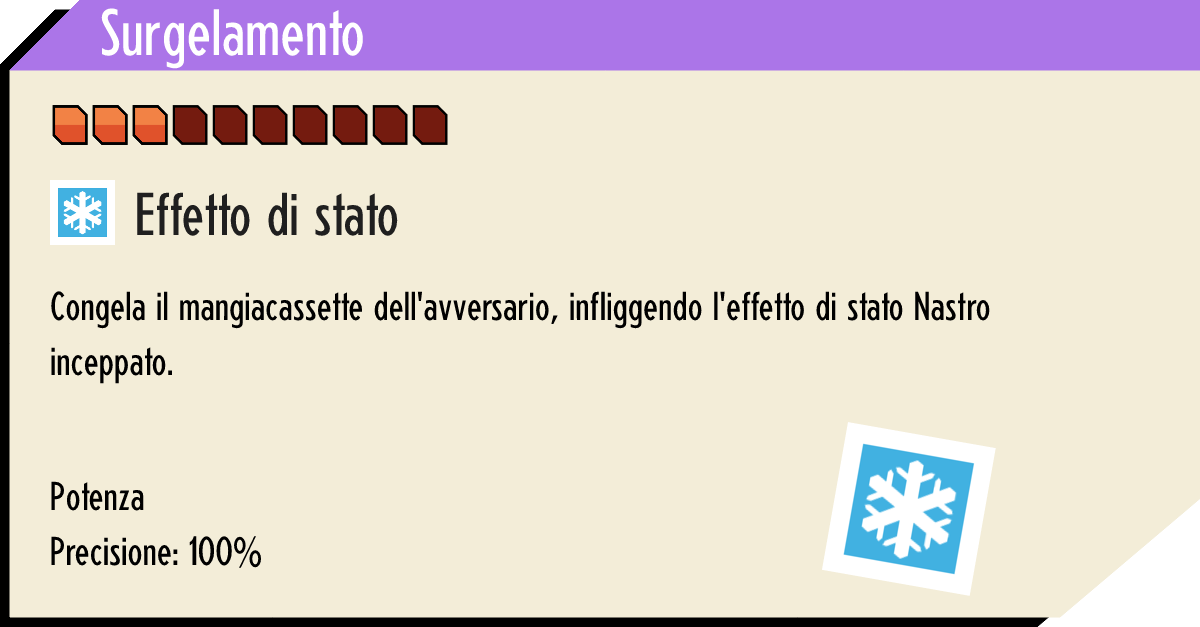 Surgelamento
Effetto di stato
Congela il mangiacassette dell'avversario, infliggendo l'effetto di stato Nastro
inceppato.
Potenza
Precisione: 100%